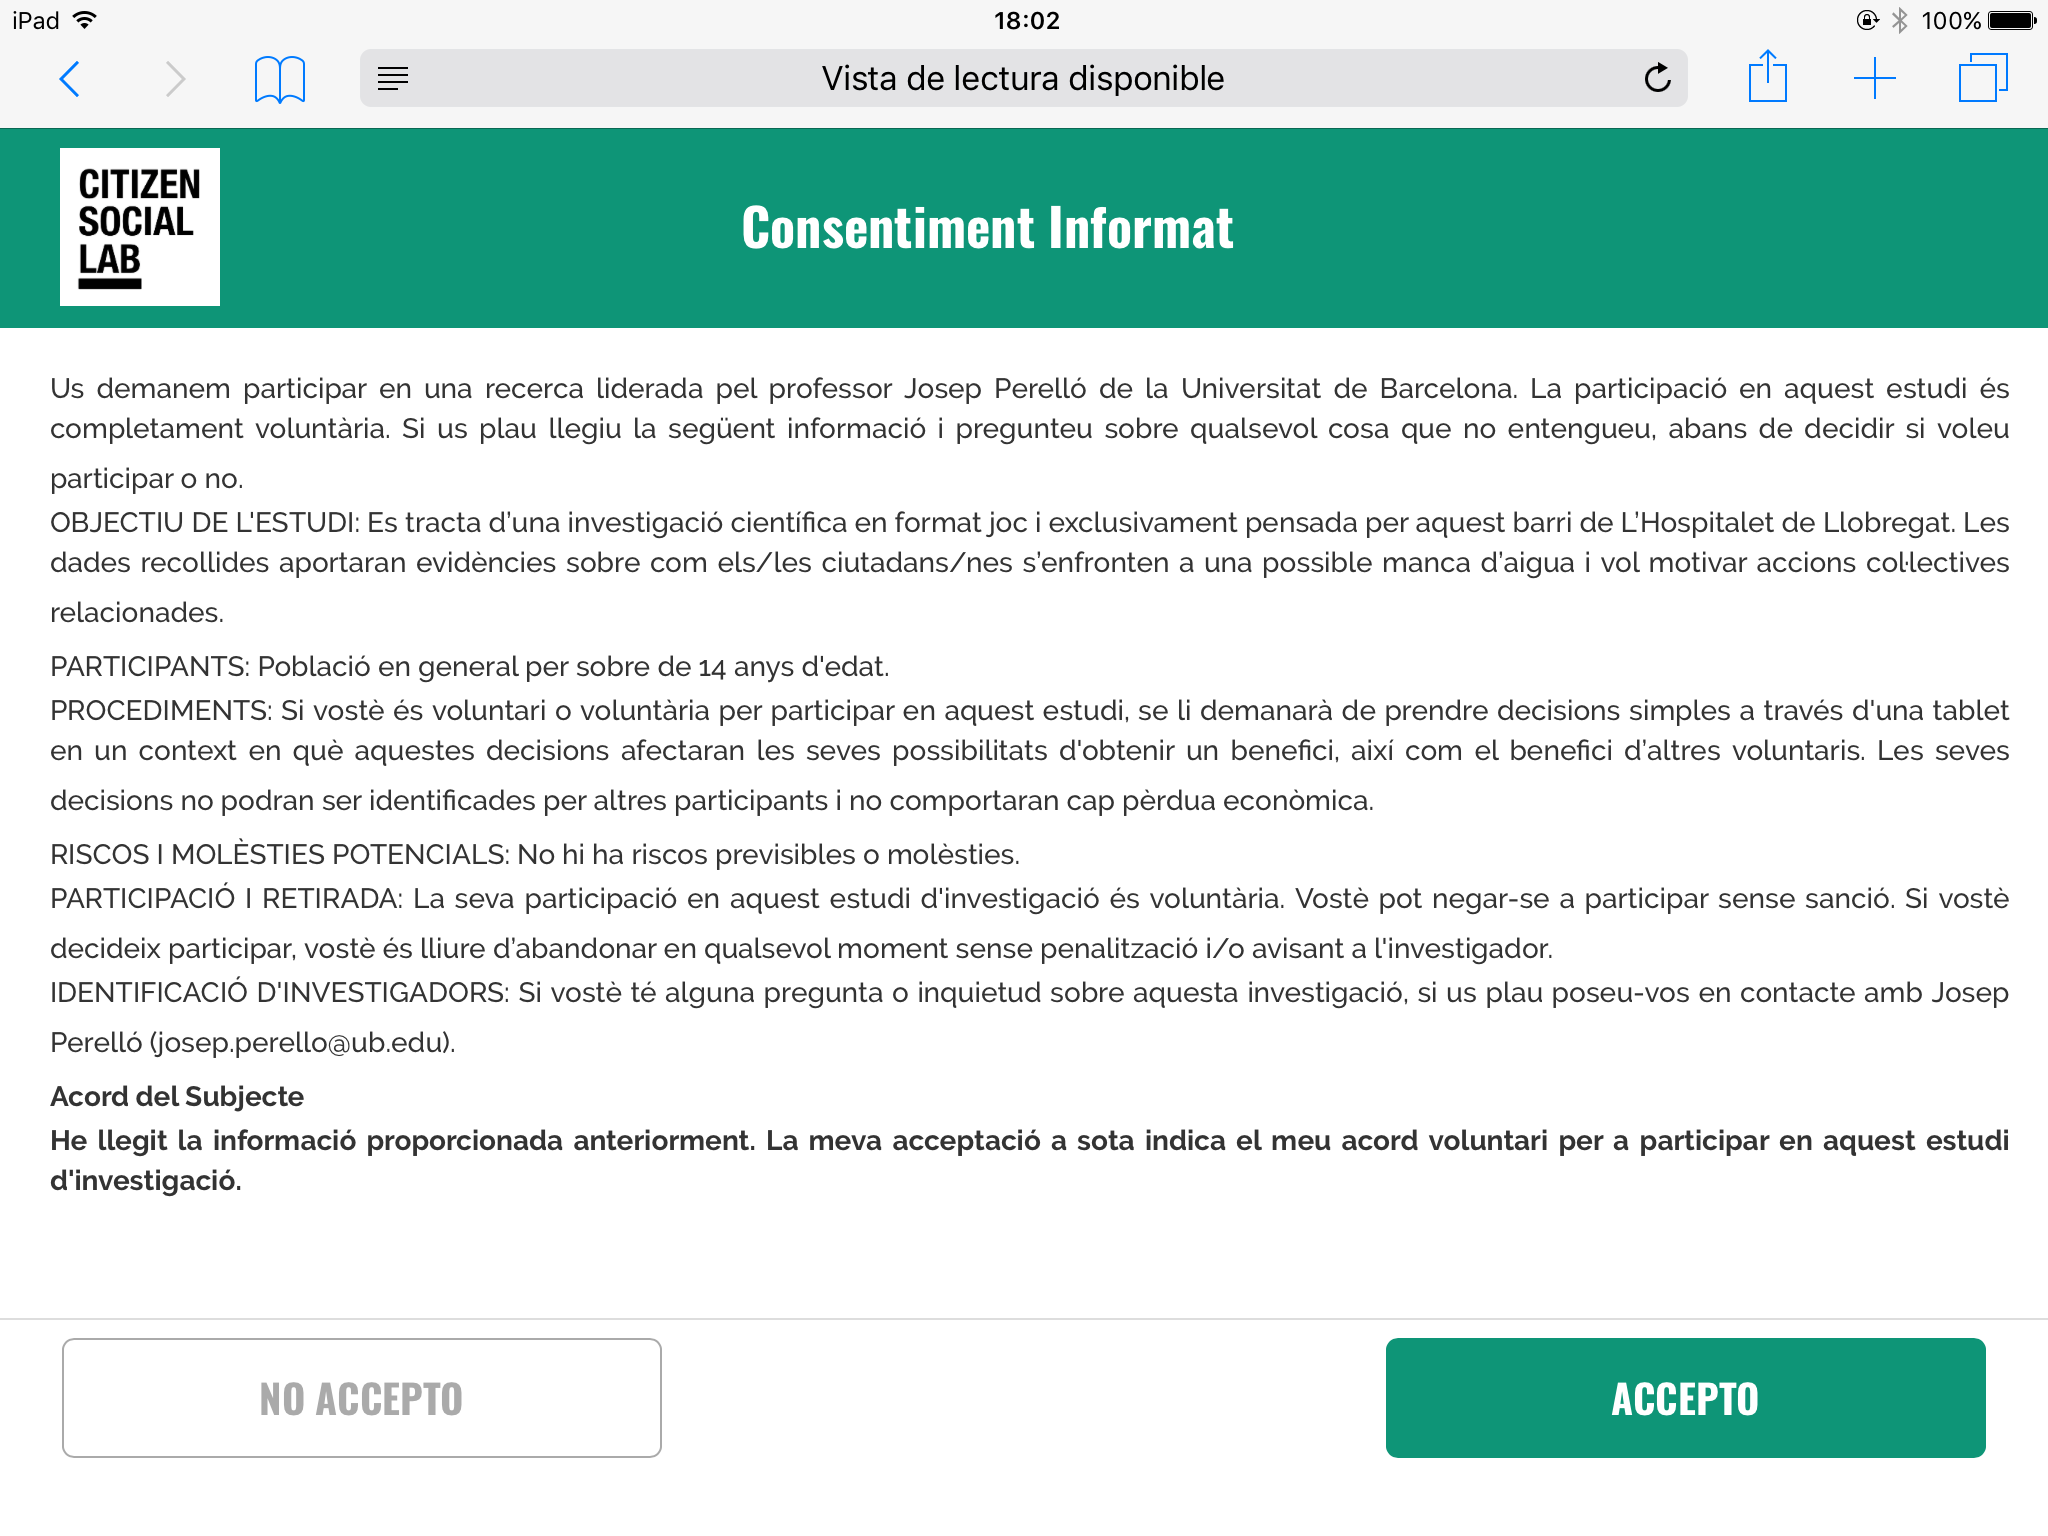 iPad 18:02 100%
Vista de lectura disponible
CITIZEN
SOCIAL
LAB
Consentiment Informat
Us demanem participar en una recerca liderada pel professor Josep Perelló de la Universitat de Barcelona. La participació en aquest estudi és
completament voluntària. Si us plau llegiu la següent informació i pregunteu sobre qualsevol cosa que no entengueu, abans de decidir si voleu
participar o no.
OBJECTIU DE L'ESTUDI: Es tracta d’una investigació científica en format joc i exclusivament pensada per aquest barri de L’Hospitalet de Llobregat. Les
dades recollides aportaran evidències sobre com els/les ciutadans/nes s’enfronten a una possible manca d’aigua i vol motivar accions col·lectives
relacionades.
PARTICIPANTS: Població en general per sobre de 14 anys d'edat.
PROCEDIMENTS: Si vostè és voluntari o voluntària per participar en aquest estudi, se li demanarà de prendre decisions simples a través d'una tablet
en un context en què aquestes decisions afectaran les seves possibilitats d'obtenir un benefici, així com el benefici d’altres voluntaris. Les seves
decisions no podran ser identificades per altres participants i no comportaran cap pèrdua econòmica.
RISCOS I MOLÈSTIES POTENCIALS: No hi ha riscos previsibles o molèsties.
PARTICIPACIÓ I RETIRADA: La seva participació en aquest estudi d'investigació és voluntària. Vostè pot negar-se a participar sense sanció. Si vostè
decideix participar, vostè és lliure d’abandonar en qualsevol moment sense penalització i/o avisant a l'investigador.
IDENTIFICACIÓ D'INVESTIGADORS: Si vostè té alguna pregunta o inquietud sobre aquesta investigació, si us plau poseu-vos en contacte amb Josep
Perelló (josep.perello@ub.edu).
Acord del Subjecte
He llegit la informació proporcionada anteriorment. La meva acceptació a sota indica el meu acord voluntari per a participar en aquest estudi
d'investigació.
NO ACCEPTO
ACCEPTO